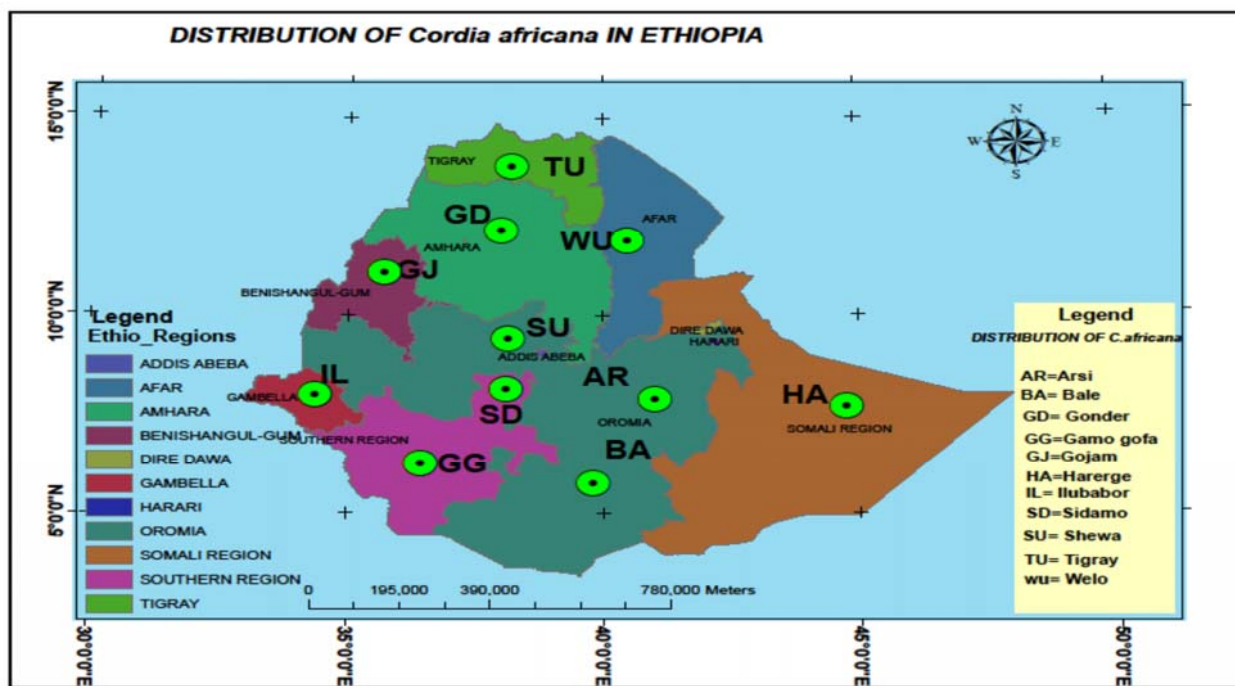 DISTRIBUTION OF Cordia africana IN ETHIOPIA
15°0'0"N
10°0'0"N
5°0'0"N
N
W E
S
TIGRAY
TU
GD
AMHARA
WU
AFAR
GJ
BENISHANGUL-GUM
SU
ADDIS ABEBA
DIRE DAWA
HARARI
IL
GAMBELLA
AR
OROMIA
HA
SOMALI REGION
SD
SOUTHERN REGION
GG
BA
Legend
Ethio_Regions
ADDIS ABEBA
AFAR
AMHARA
BENISHANGUL-GUM
DIRE DAWA
GAMBELLA
HARARI
OROMIA
SOMALI REGION
SOUTHERN REGION
TIGRAY
0 195,000 390,000 780,000 Meters
Legend
DISTRIBUTION OF C.africana
AR=Arsi
BA= Bale
GD= Gonder
GG=Gamo gofa
GJ=Gojam
HA=Harerge
IL= Ilubabor
SD=Sidamo
SU= Shewa
TU= Tigray
wu= Welo
30°0'0"E 35°0'0"E 40°0'0"E 45°0'0"E 50°0'0"E